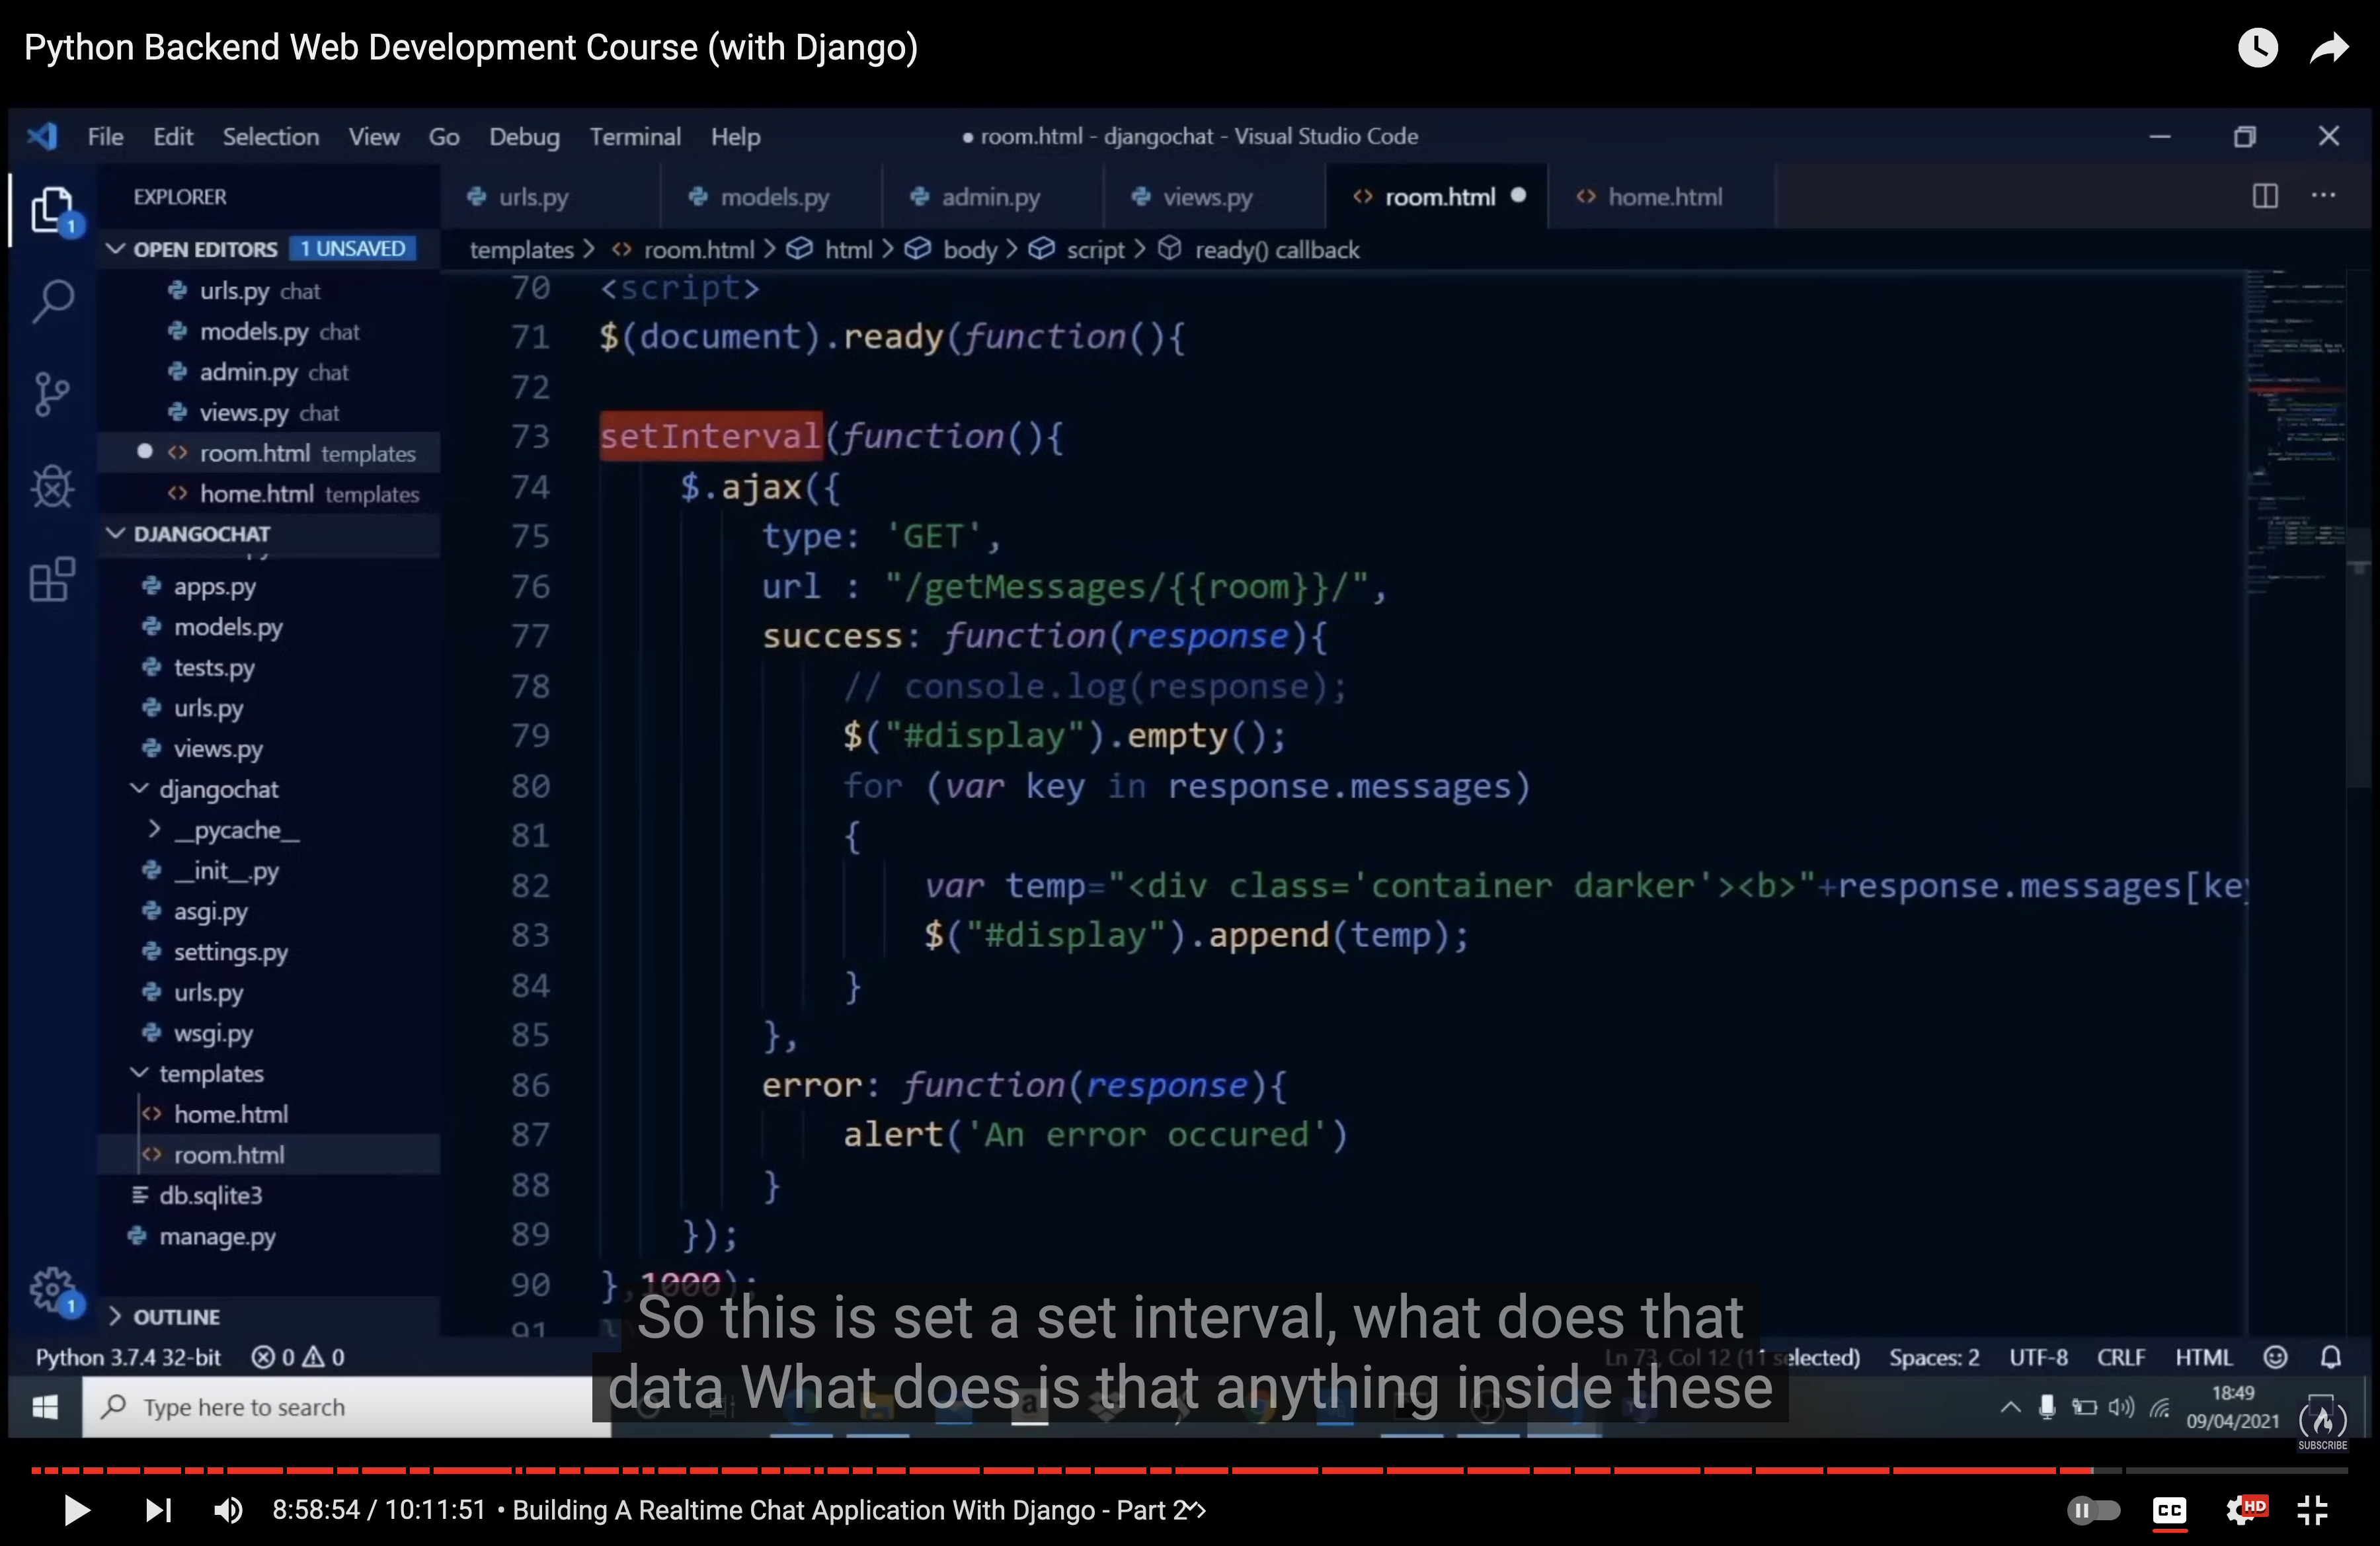 Python Backend Web Development Course (with Django)
File Edit Selection View Go Debug Terminal Help
● room.html - djangochat - Visual Studio Code
EXPLORER
urls.py
models.py
admin.py
views.py
room.html
home.html
OPEN EDITORS 1 UNSAVED
templates > room.html > html > body > script > ready() callback
urls.py chat
models.py chat
admin.py chat
views.py chat
room.html templates
home.html templates
DJANGOCHAT
apps.py
models.py
tests.py
urls.py
views.py
djangochat
__pycache__
__init__.py
asgi.py
settings.py
urls.py
wsgi.py
templates
home.html
room.html
db.sqlite3
manage.py
OUTLINE
1
1
70 <script>
71 $(document).ready(function(){
72
73 setInterval(function(){
74 $.ajax({
75 type: 'GET',
76 url : "/getMessages/{{room}}/",
77 success: function(response){
78 // console.log(response);
79 $("#display").empty();
80 for (var key in response.messages)
81 {
82 var temp="<div class='container darker'><b>"+response.messages[key
83 $("#display").append(temp);
84 }
85 },
86 error: function(response){
87 alert('An error occured')
88 }
89 });
90 },1000);
91
So this is set a set interval, what does that
data What does is that anything inside these
Python 3.7.4 32-bit 0 0
Ln 73, Col 12 (11 selected) Spaces: 2 UTF-8 CRLF HTML
Type here to search
18:49
09/04/2021
SUBSCRIBE
8:58:54 / 10:11:51 • Building A Realtime Chat Application With Django - Part 2
CC
HD